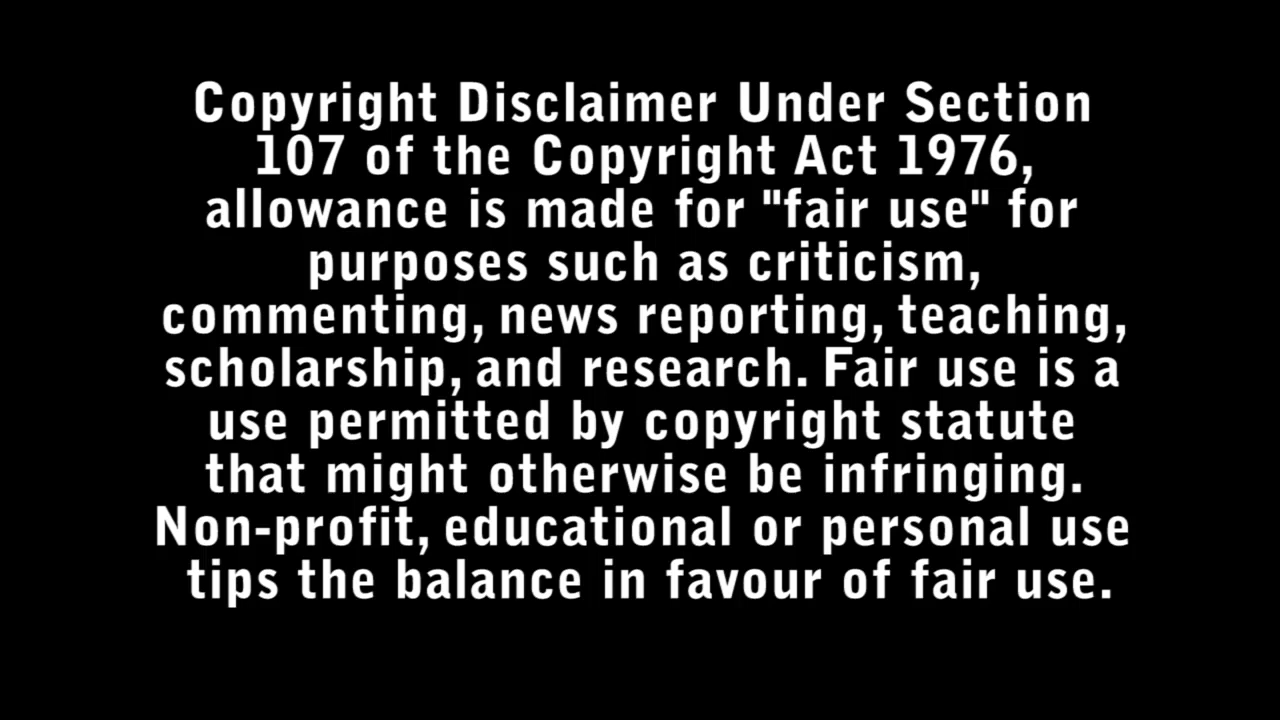 Copyright Disclaimer Under Section
107 of the Copyright Act 1976,
allowance is made for "fair use" for
purposes such as criticism,
commenting, news reporting, teaching,
scholarship, and research. Fair use is a
use permitted by copyright statute
that might otherwise be infringing.
Non-profit, educational or personal use
tips the balance in favour of fair use.